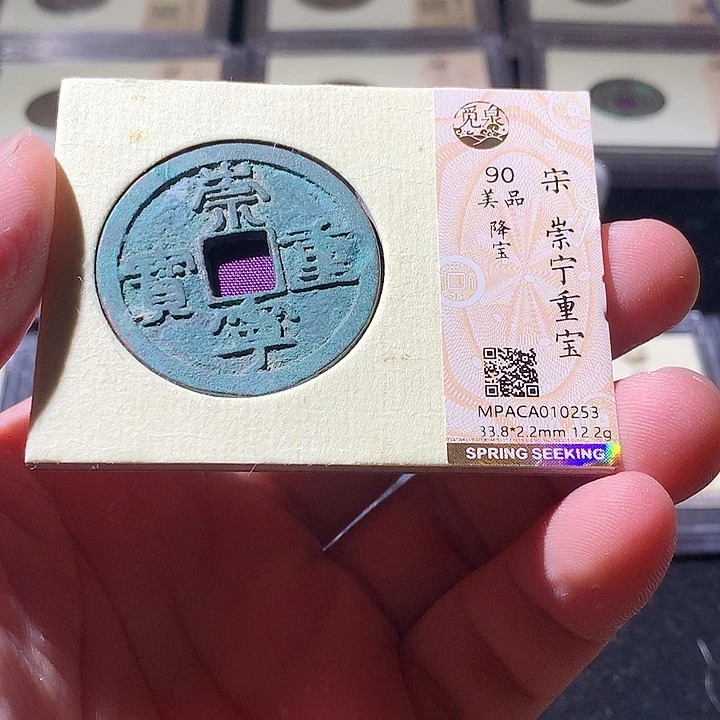 崇
重
寶
寧
覓泉
90
美品
降宝
宋 崇宁重宝
MPACA010253
33.8*2.2mm 12.2g
SPRING SEEKING